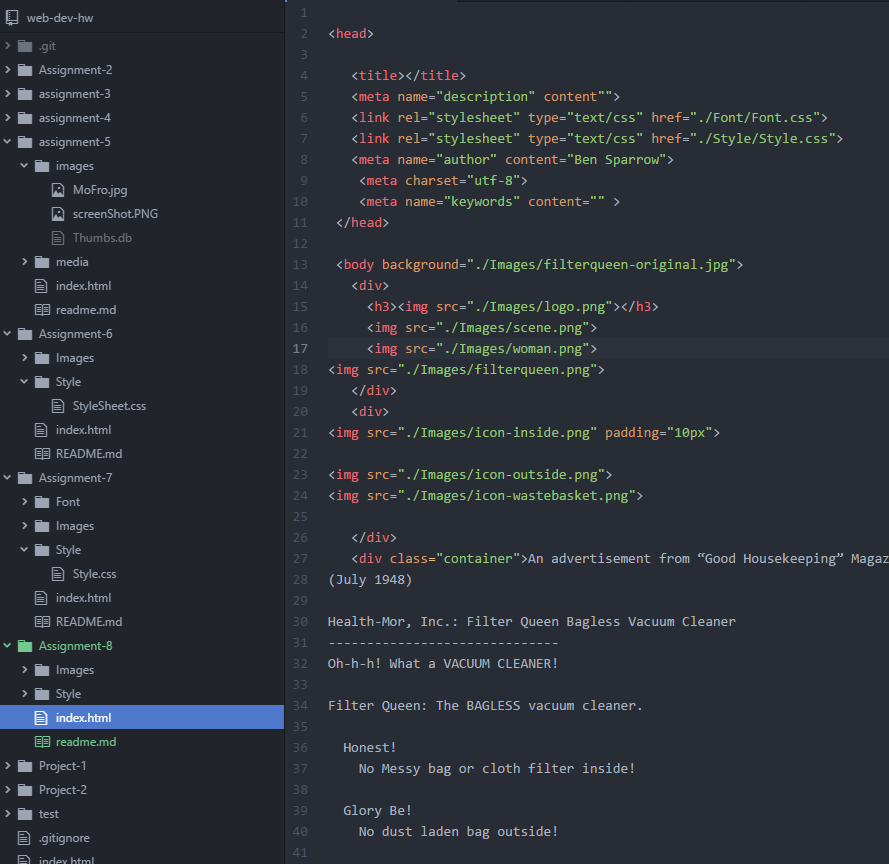 web-dev-hw
.git
Assignment-2
assignment-3
assignment-4
assignment-5
images
MoFro.jpg
screenShot.PNG
Thumbs.db
media
index.html
readme.md
Assignment-6
Images
Style
StyleSheet.css
index.html
README.md
Assignment-7
Font
Images
Style
Style.css
index.html
README.md
Assignment-8
Images
Style
index.html
readme.md
Project-1
Project-2
test
.gitignore
index.html
1
2 <head>
3
4 <title></title>
5 <meta name="description" content"">
6 <link rel="stylesheet" type="text/css" href="./Font/Font.css">
7 <link rel="stylesheet" type="text/css" href="./Style/Style.css">
8 <meta name="author" content="Ben Sparrow">
9 <meta charset="utf-8">
10 <meta name="keywords" content="" >
11 </head>
12
13 <body background="./Images/filterqueen-original.jpg">
14 <div>
15 <h3><img src="./Images/logo.png"></h3>
16 <img src="./Images/scene.png">
17 <img src="./Images/woman.png">
18 <img src="./Images/filterqueen.png">
19 </div>
20 <div>
21 <img src="./Images/icon-inside.png" padding="10px">
22
23 <img src="./Images/icon-outside.png">
24 <img src="./Images/icon-wastebasket.png">
25
26 </div>
27 <div class="container">An advertisement from “Good Housekeeping” Magaz
28 (July 1948)
29
30 Health-Mor, Inc.: Filter Queen Bagless Vacuum Cleaner
31 ------------------------------
32 Oh-h-h! What a VACUUM CLEANER!
33
34 Filter Queen: The BAGLESS vacuum cleaner.
35
36 Honest!
37 No Messy bag or cloth filter inside!
38
39 Glory Be!
40 No dust laden bag outside!
41